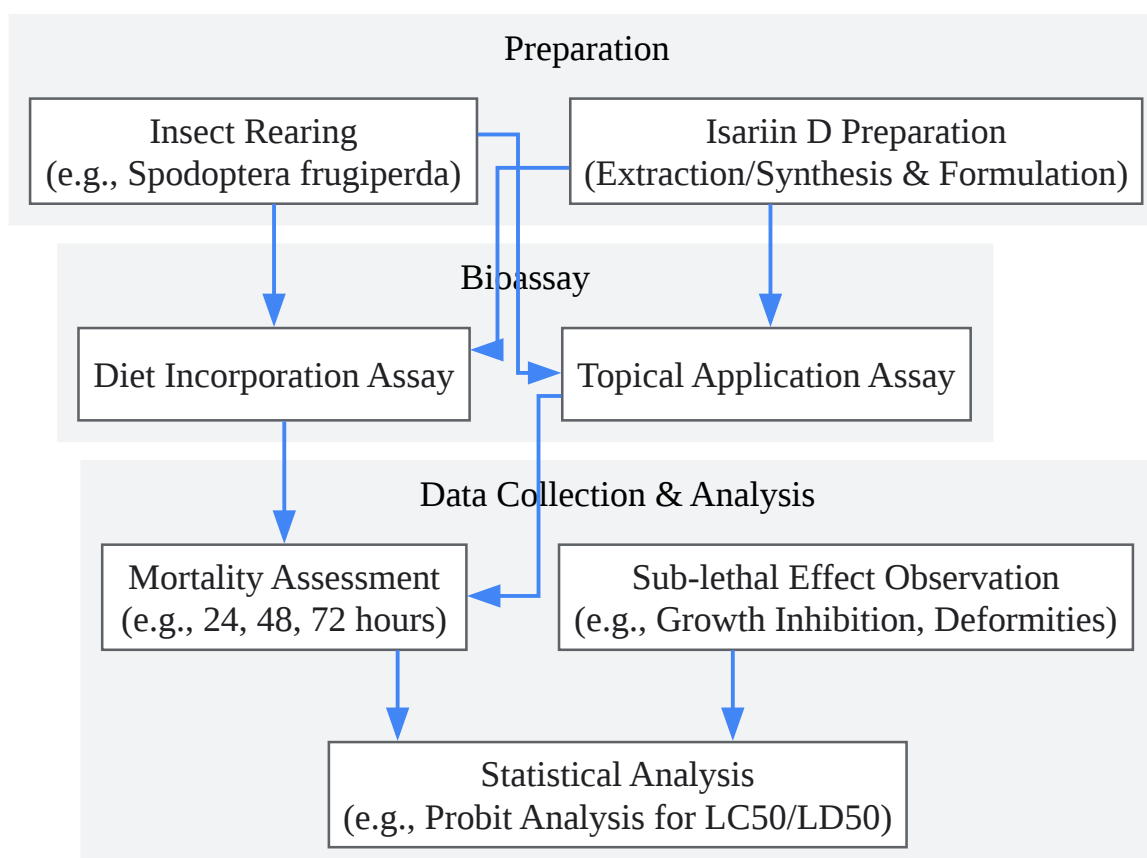 Preparation
Insect Rearing
(e.g., Spodoptera frugiperda)
Isariin D Preparation
(Extraction/Synthesis & Formulation)
Bioassay
Diet Incorporation Assay
Topical Application Assay
Data Collection & Analysis
Mortality Assessment
(e.g., 24, 48, 72 hours)
Sub-lethal Effect Observation
(e.g., Growth Inhibition, Deformities)
Statistical Analysis
(e.g., Probit Analysis for LC50/LD50)